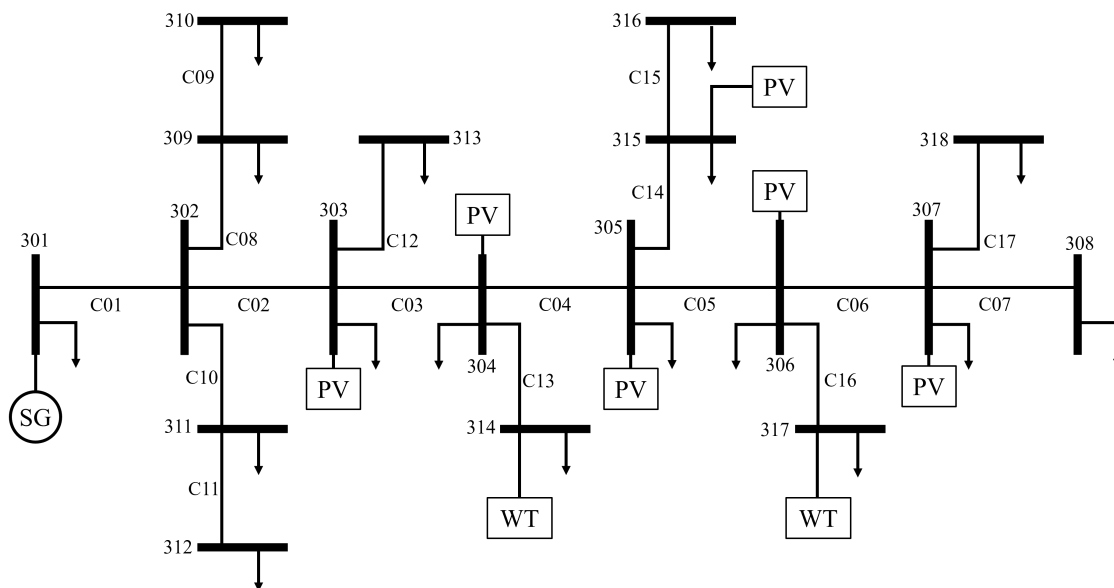 310
316
C09
C15
PV
309
313
315
318
PV
302
303
PV
305
C14
307
301
C08
C12
C17
308
C01
C02
C03
C04
C05
C06
C07
304
306
C10
PV
C13
PV
C16
PV
SG
311
314
317
C11
WT
WT
312